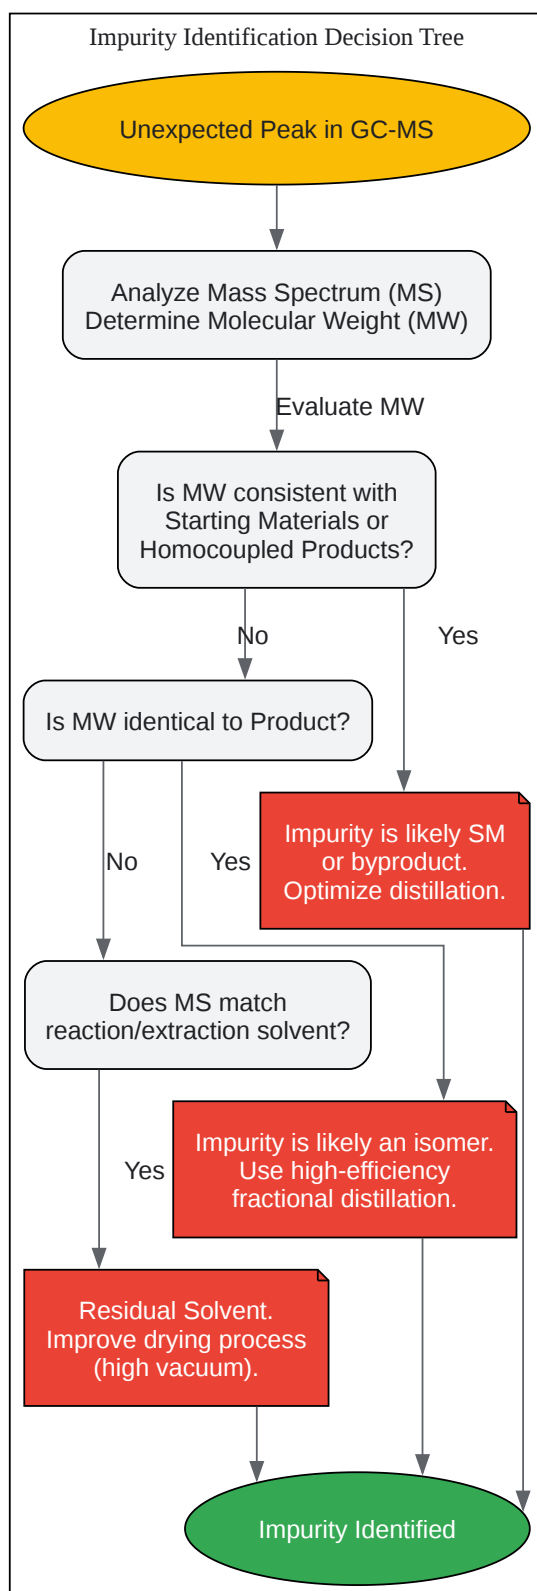 Impurity Identification Decision Tree
Unexpected Peak in GC-MS
Analyze Mass Spectrum (MS)
Determine Molecular Weight (MW)
Evaluate MW
Is MW consistent with
Starting Materials or
Homocoupled Products?
No
Yes
Is MW identical to Product?
Impurity is likely SM
or byproduct.
Optimize distillation.
No
Yes
Does MS match
reaction/extraction solvent?
Impurity is likely an isomer.
Use high-efficiency
fractional distillation.
Yes
Residual Solvent.
Improve drying process
(high vacuum).
Impurity Identified